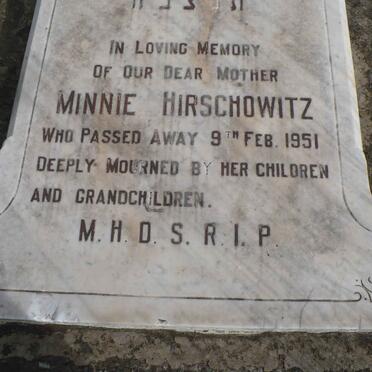 IN LOVING MEMORY
OF OUR DEAR MOTHER
MINNIE HIRSCHOWITZ
WHO PASSED AWAY 9TH FEB. 1951
DEEPLY MOURNED BY HER CHILDREN
AND GRANDCHILDREN.
M.H.D.S.R.I.P.